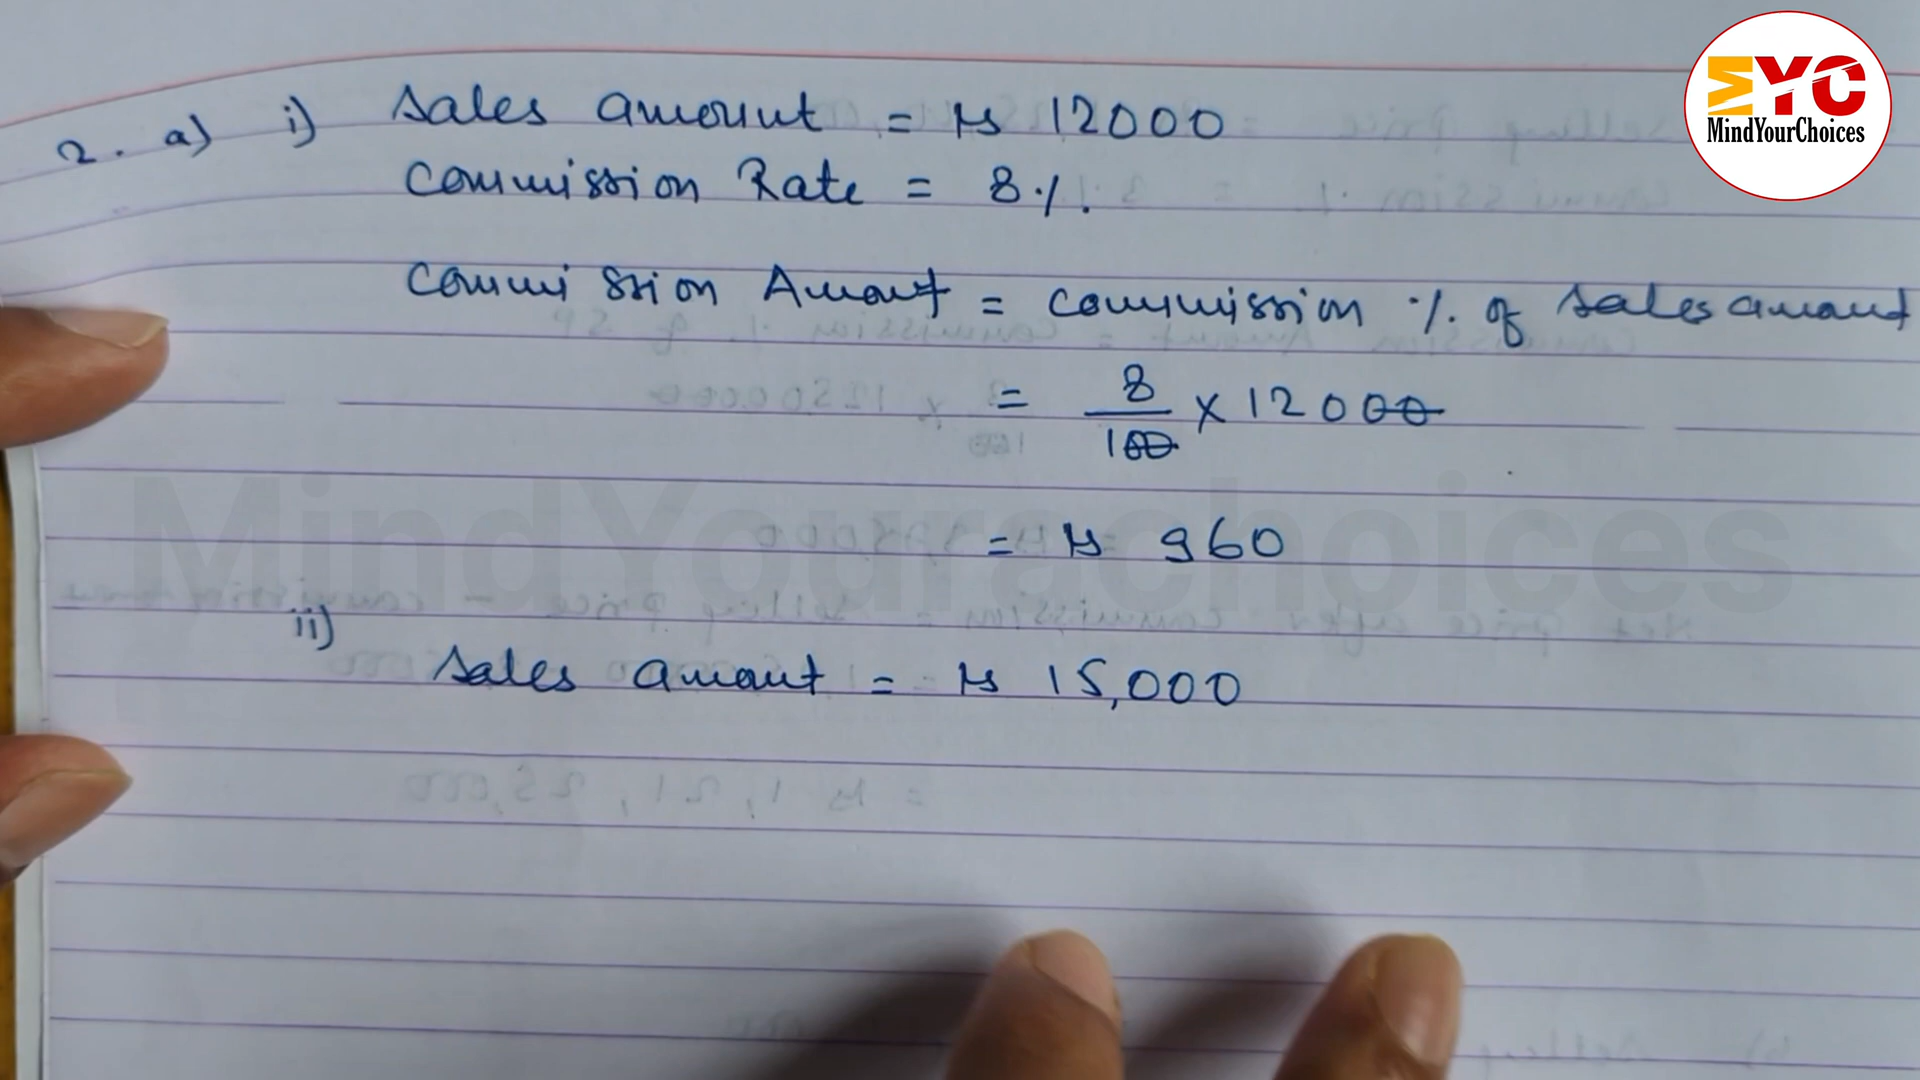 MYC
MindYourChoices
2. a) i) Sales amount = Rs 12000
Commission Rate = 8%.
Commission Amount = Commission % of Sales amount
= 8/100 × 12000
= Rs 960
MindYourachoices
ii)
Sales amount = Rs 15,000